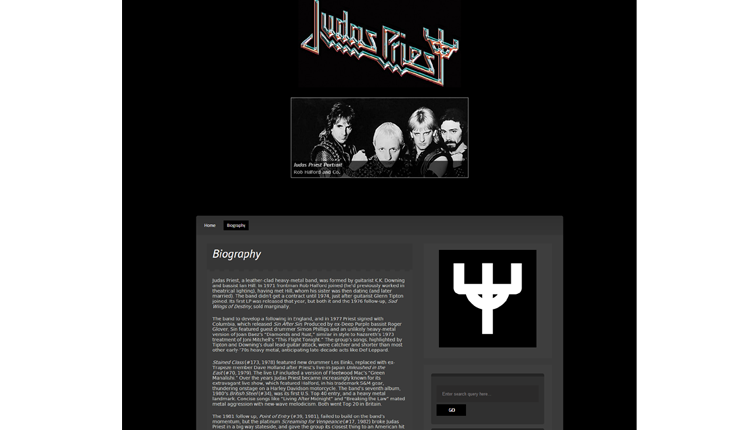 Judas Priest
Judas Priest Portrait
Rob Halford and Co.
Home
Biography
Biography
Judas Priest, a leather-clad heavy-metal band, was formed by guitarist K.K. Downing
and bassist Ian Hill. In 1971 frontman Rob Halford joined (he'd previously worked in
theatrical lighting), having met Hill, whom his sister was then dating (and later
married). The band didn't get a contract until 1974, just after guitarist Glenn Tipton
joined. Its first LP was released that year, but both it and the 1976 follow-up, Sad
Wings of Destiny, sold marginally.
The band to develop a following in England, and in 1977 Priest signed with
Columbia, which released Sin After Sin. Produced by ex-Deep Purple bassist Roger
Glover, Sin featured guest drummer Simon Phillips and an unlikely heavy-metal
version of Joan Baez's "Diamonds and Rust," similar in style to Nazareth's 1973
treatment of Joni Mitchell's "This Flight Tonight." The group's songs, highlighted by
Tipton and Downing's dual lead guitar attack, were catchier and shorter than most
other early-'70s heavy metal, anticipating late-decade acts like Def Leppard.
Stained Class (#173, 1978) featured new drummer Les Binks, replaced with ex-
Trapeze member Dave Holland after Priest's live-in-Japan Unleashed in the
East (#70, 1979). The live LP included a version of Fleetwood Mac's "Green
Manalishi." Over the years Judas Priest became increasingly known for its
extravagant live show, which featured Halford, in his trademark S&M gear,
thundering onstage on a Harley Davidson motorcycle. The band's seventh album,
1980's British Steel (#34), was its first U.S. Top 40 entry, and a heavy metal
landmark. Concise songs like "Living After Midnight" and "Breaking the Law" mated
metal aggression with new-wave melodicism. Both went Top 20 in Britain.
The 1981 follow up, Point of Entry (#39, 1981), failed to build on the band's
momentum, but the platinum Screaming for Vengeance (#17, 1982) broke Judas
Priest in a big way stateside, and gave the group its closest thing to an American hit
Enter search query here...
GO